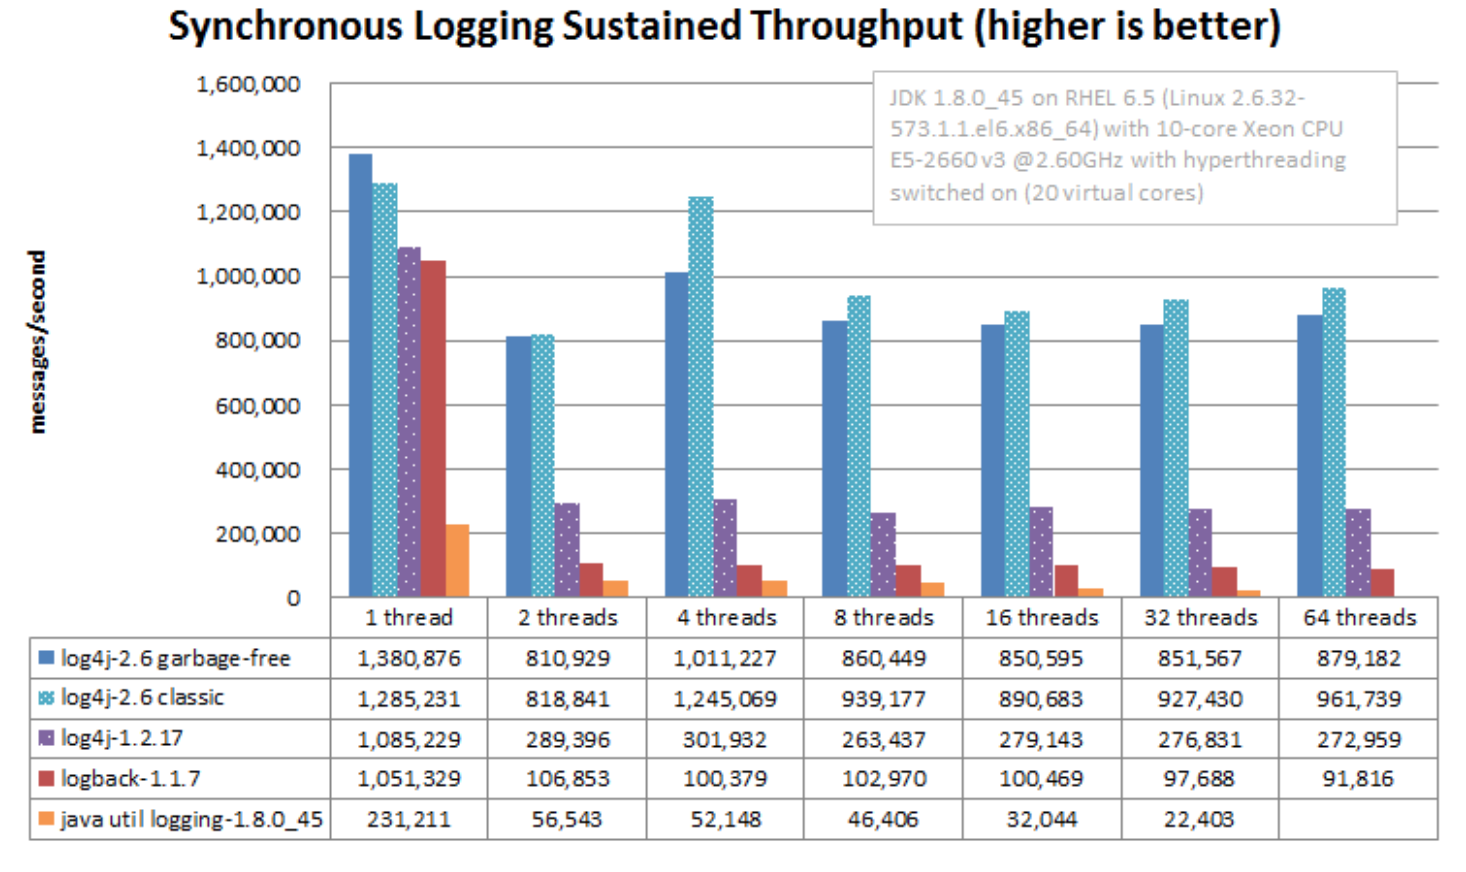 Synchronous Logging Sustained Throughput (higher is better)
JDK 1.8.0_45 on RHEL 6.5 (Linux 2.6.32-
573.1.1.el6.x86_64) with 10-core Xeon CPU
E5-2660 v3 @2.60GHz with hyperthreading
switched on (20 virtual cores)
messages/second
1,600,000
1,400,000
1,200,000
1,000,000
800,000
600,000
400,000
200,000
0
1 thread 2 threads 4 threads 8 threads 16 threads 32 threads 64 threads
log4j-2.6 garbage-free 1,380,876 810,929 1,011,227 860,449 850,595 851,567 879,182
log4j-2.6 classic 1,285,231 818,841 1,245,069 939,177 890,683 927,430 961,739
log4j-1.2.17 1,085,229 289,396 301,932 263,437 279,143 276,831 272,959
logback-1.1.7 1,051,329 106,853 100,379 102,970 100,469 97,688 91,816
java util logging-1.8.0_45 231,211 56,543 52,148 46,406 32,044 22,403